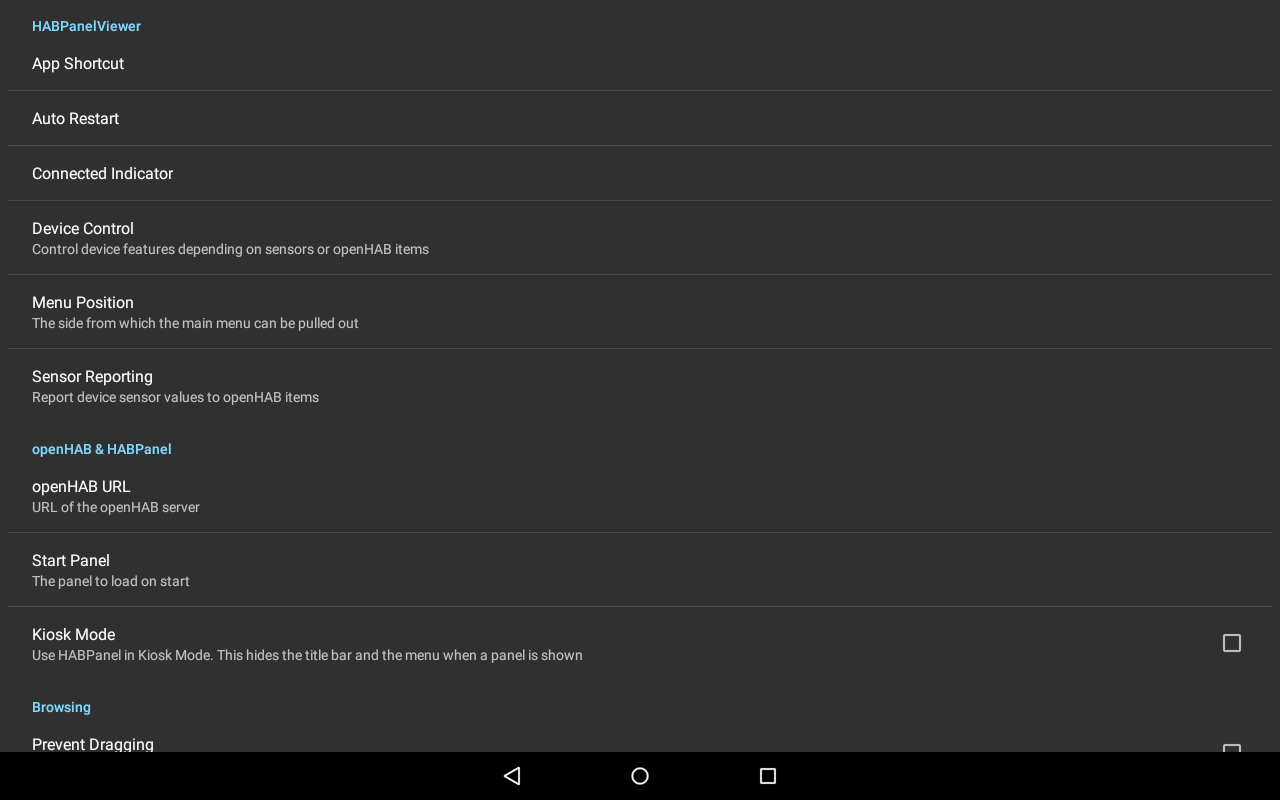 HABPanelViewer
App Shortcut
Auto Restart
Connected Indicator
Device Control
Control device features depending on sensors or openHAB items
Menu Position
The side from which the main menu can be pulled out
Sensor Reporting
Report device sensor values to openHAB items
openHAB & HABPanel
openHAB URL
URL of the openHAB server
Start Panel
The panel to load on start
Kiosk Mode
Use HABPanel in Kiosk Mode. This hides the title bar and the menu when a panel is shown
Browsing
Prevent Dragging